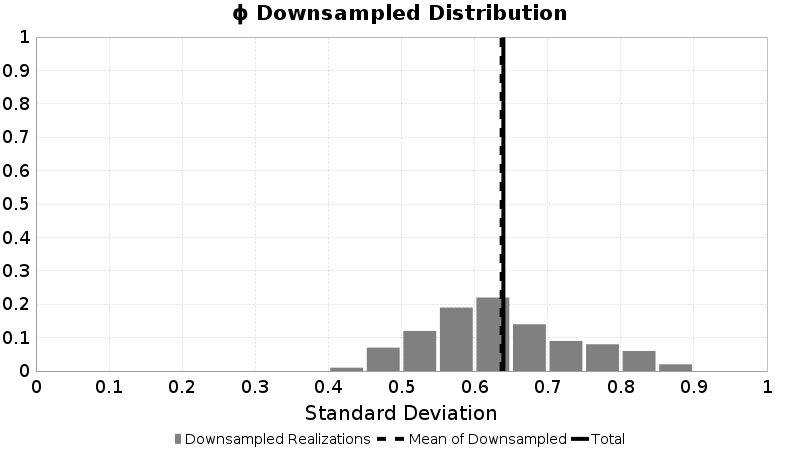 ϕ Downsampled Distribution
1
0.9
0.8
0.7
0.6
0.5
0.4
0.3
0.2
0.1
0
0 0.1 0.2 0.3 0.4 0.5 0.6 0.7 0.8 0.9 1
Standard Deviation
Downsampled Realizations Mean of Downsampled Total